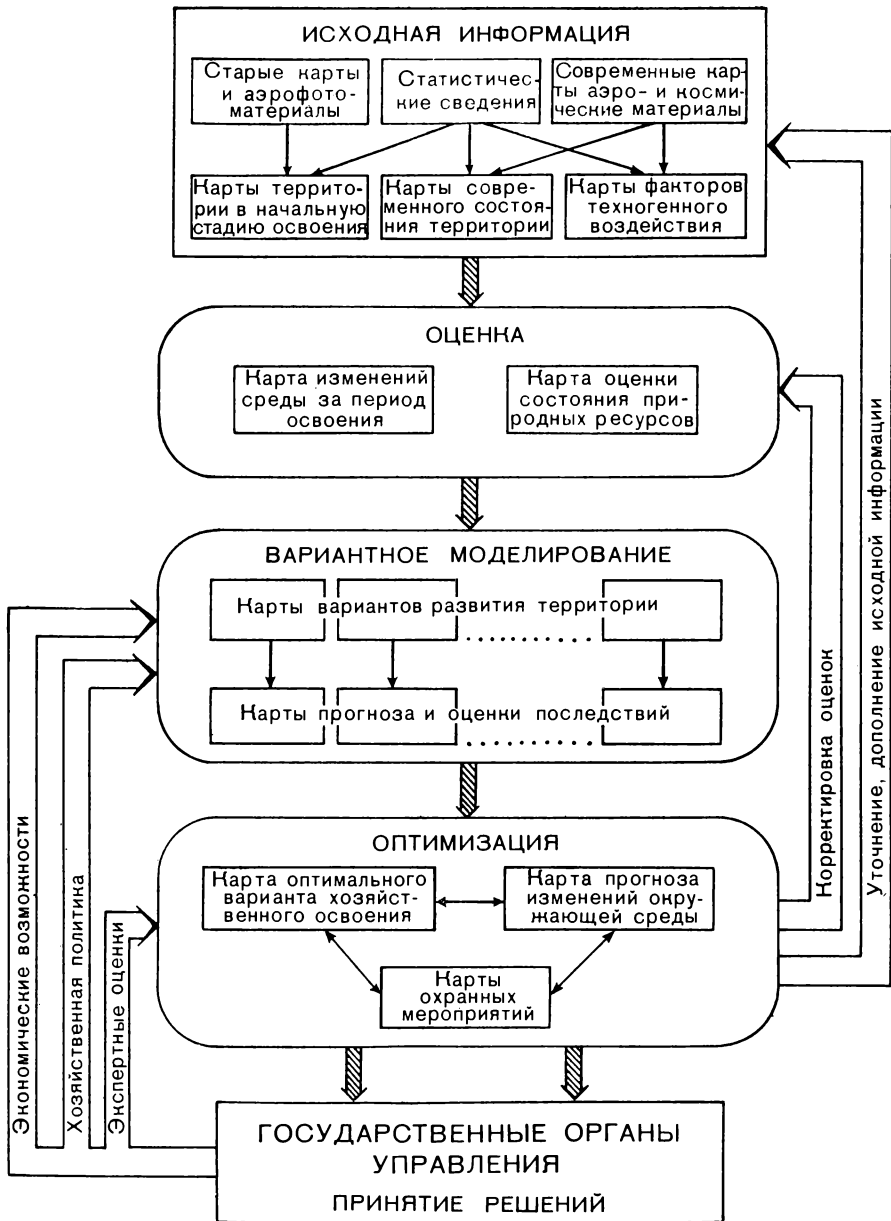 ИСХОДНАЯ ИНФОРМАЦИЯ
Старые карты
и аэрофото-
материалы
Статистичес-
кие сведения
Современные кар-
ты аэро- и косми-
ческие материалы
Карты террито-
рии в начальную
стадию освоения
Карты совре-
менного состоя-
ния территории
Карты факторов
техногенного
воздействия
ОЦЕНКА
Карта изменений
среды за период
освоения
Карта оценки
состояния при-
родных ресурсов
ВАРИАНТНОЕ МОДЕЛИРОВАНИЕ
Карты вариантов развития территории
Карты прогноза и оценки последствий
ОПТИМИЗАЦИЯ
Карта оптимального
варианта хозяйст-
венного освоения
Карта прогноза
изменений окру-
жающей среды
Карты
охранных
мероприятий
ГОСУДАРСТВЕННЫЕ ОРГАНЫ
УПРАВЛЕНИЯ
ПРИНЯТИЕ РЕШЕНИЙ
Экономические возможности
Хозяйственная политика
Экспертные оценки
Корректировка оценок
Уточнение, дополнение исходной информации